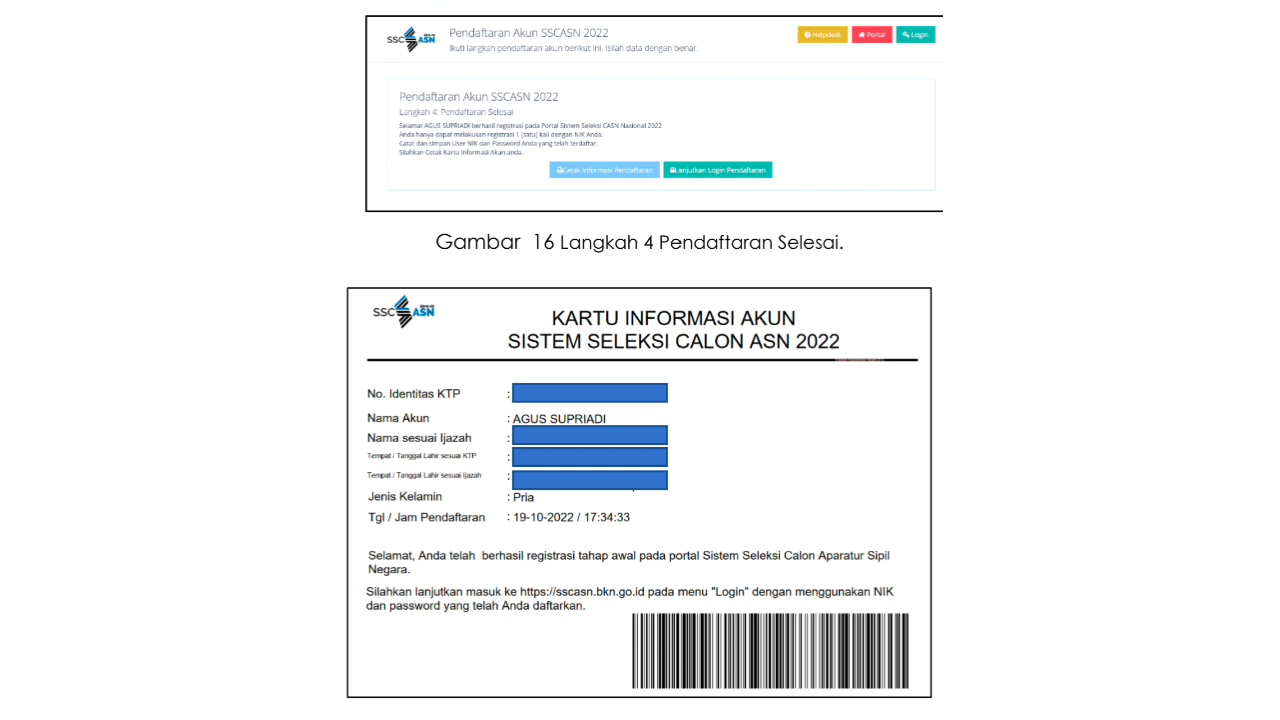 SSCASN
Pendaftaran Akun SSCASN 2022
Ikuti langkah pendaftaran akun berikut ini. Isilah data dengan benar.
Helpdesk Portal Login
Pendaftaran Akun SSCASN 2022
Langkah 4: Pendaftaran Selesai
Selamat AGUS SUPRIADI berhasil registrasi pada Portal Sistem Seleksi CASN Nasional 2022
Anda hanya dapat melakukan registrasi 1 [satu] kali dengan NIK Anda.
Catat dan simpan User NIK dan Password Anda yang telah terdaftar.
Silahkan Cetak Kartu Informasi Akun anda.
Cetak Informasi Pendaftaran Lanjutkan Login Pendaftaran
Gambar 16 Langkah 4 Pendaftaran Selesai.
SSCASN
KARTU INFORMASI AKUN
SISTEM SELEKSI CALON ASN 2022
No. Identitas KTP :
Nama Akun : AGUS SUPRIADI
Nama sesuai Ijazah :
Tempat / Tanggal Lahir sesuai KTP :
Tempat / Tanggal Lahir sesuai Ijazah :
Jenis Kelamin : Pria
Tgl / Jam Pendaftaran : 19-10-2022 / 17:34:33
Selamat, Anda telah berhasil registrasi tahap awal pada portal Sistem Seleksi Calon Aparatur Sipil
Negara.
Silahkan lanjutkan masuk ke https://sscasn.bkn.go.id pada menu "Login" dengan menggunakan NIK
dan password yang telah Anda daftarkan.